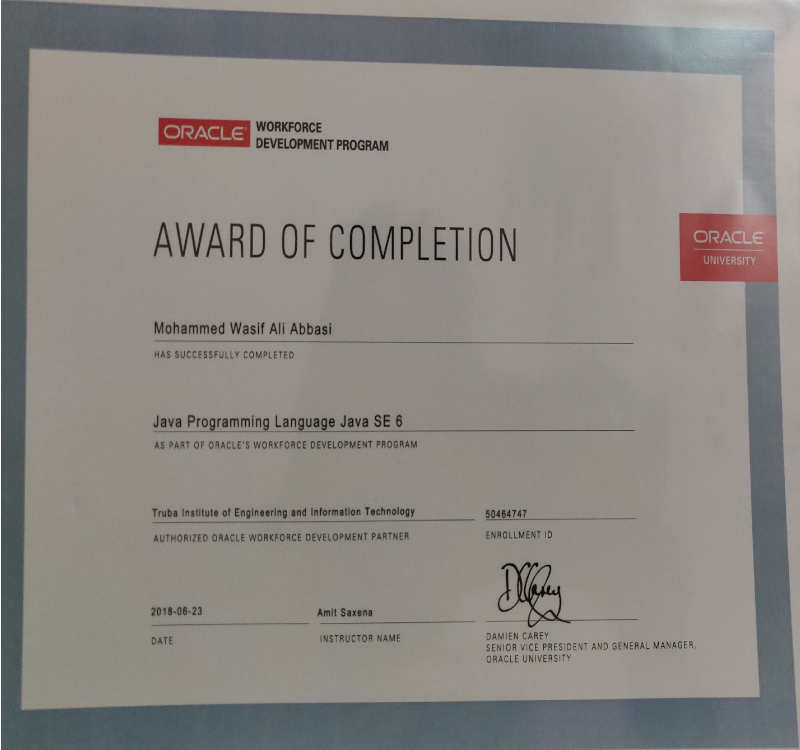 ORACLE WORKFORCE
DEVELOPMENT PROGRAM
AWARD OF COMPLETION
ORACLE
UNIVERSITY
Mohammed Wasif Ali Abbasi
HAS SUCCESSFULLY COMPLETED
Java Programming Language Java SE 6
AS PART OF ORACLE'S WORKFORCE DEVELOPMENT PROGRAM
Truba Institute of Engineering and Information Technology 50464747
AUTHORIZED ORACLE WORKFORCE DEVELOPMENT PARTNER ENROLLMENT ID
DCarey
2018-06-23 Amit Saxena
DATE INSTRUCTOR NAME DAMIEN CAREY
SENIOR VICE PRESIDENT AND GENERAL MANAGER,
ORACLE UNIVERSITY